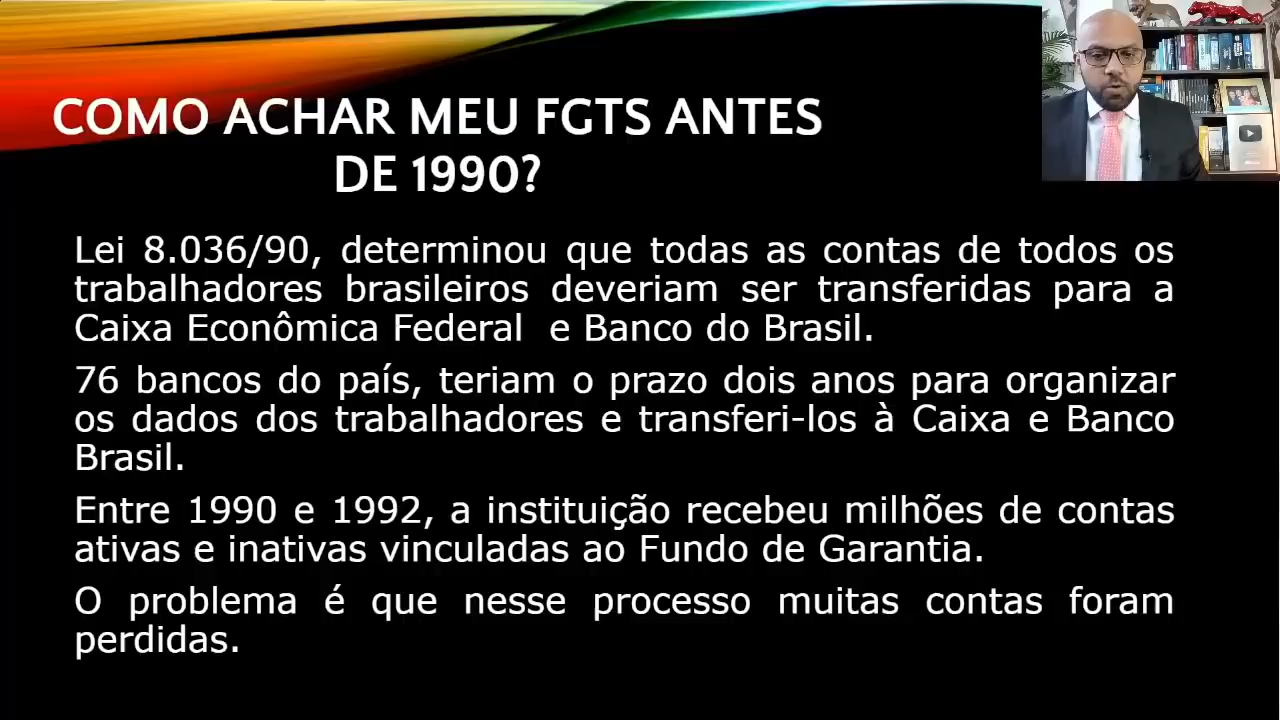 COMO ACHAR MEU FGTS ANTES
DE 1990?
Lei 8.036/90, determinou que todas as contas de todos os
trabalhadores brasileiros deveriam ser transferidas para a
Caixa Econômica Federal e Banco do Brasil.
76 bancos do país, teriam o prazo dois anos para organizar
os dados dos trabalhadores e transferi-los à Caixa e Banco
Brasil.
Entre 1990 e 1992, a instituição recebeu milhões de contas
ativas e inativas vinculadas ao Fundo de Garantia.
O problema é que nesse processo muitas contas foram
perdidas.